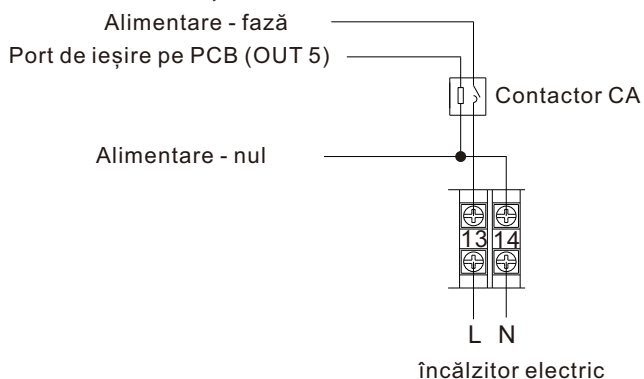 Alimentare - fază
Port de ieșire pe PCB (OUT 5)
Contactor CA
Alimentare - nul
13 14
L N
încălzitor electric